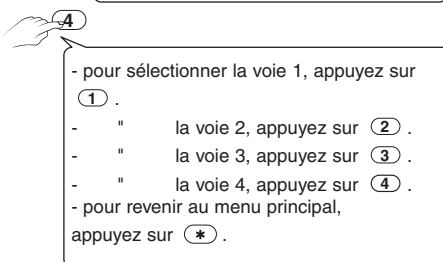 4
- pour sélectionner la voie 1, appuyez sur
1 .
- " la voie 2, appuyez sur 2 .
- " la voie 3, appuyez sur 3 .
- " la voie 4, appuyez sur 4 .
- pour revenir au menu principal,
appuyez sur * .